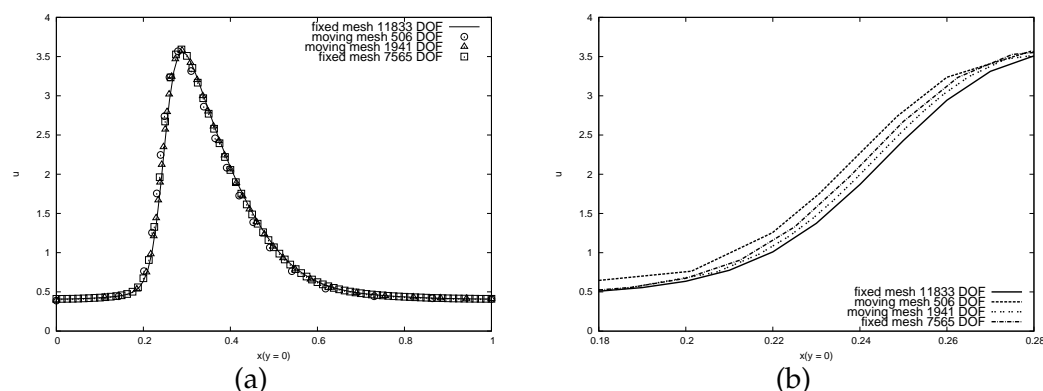 fixed mesh 11833 DOF
moving mesh 506 DOF
moving mesh 1941 DOF
fixed mesh 7565 DOF
4
3.5
3
2.5
2
1.5
1
0.5
0
u
0 0.2 0.4 0.6 0.8 1
x(y = 0)
(a)
4
3.5
3
2.5
2
1.5
1
0.5
0
u
fixed mesh 11833 DOF
moving mesh 506 DOF
moving mesh 1941 DOF
fixed mesh 7565 DOF
0.18 0.20 0.22 0.24 0.26 0.28
x(y = 0)
(b)